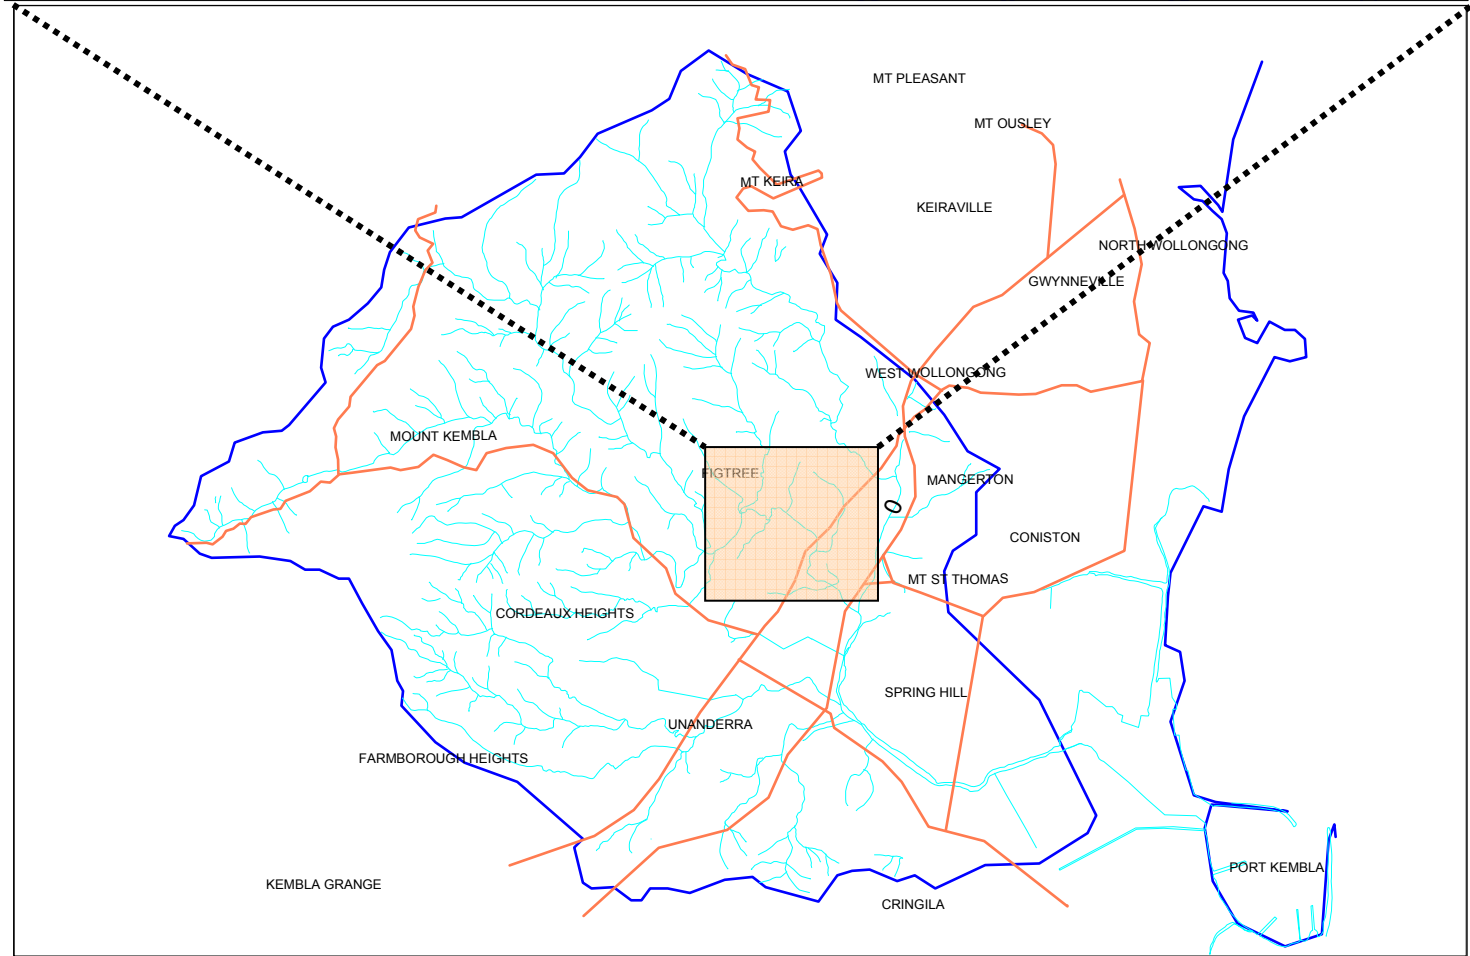 MT PLEASANT
MT OUSLEY
MT KEIRA
KEIRAVILLE
NORTH WOLLONGONG
GWYNNEVILLE
WEST WOLLONGONG
MOUNT KEMBLA
FIGTREE
MANGERTON
0
CONISTON
MT ST THOMAS
CORDEAUX HEIGHTS
SPRING HILL
UNANDERRA
FARMBOROUGH HEIGHTS
PORT KEMBLA
KEMBLA GRANGE
CRINGILA